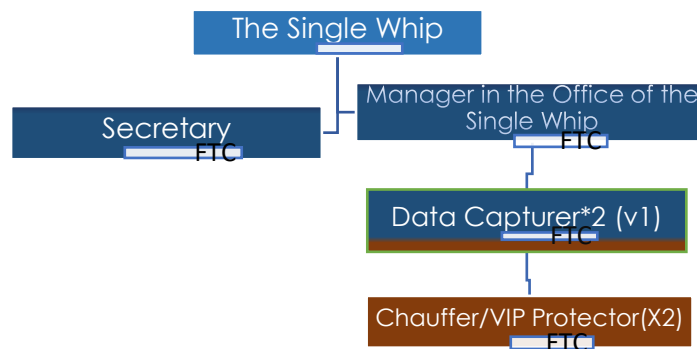 The Single Whip
Manager in the Office of the
Single Whip
FTC
Secretary
FTC
Data Capturer*2 (v1)
FTC
Chauffer/VIP Protector(X2)
FTC